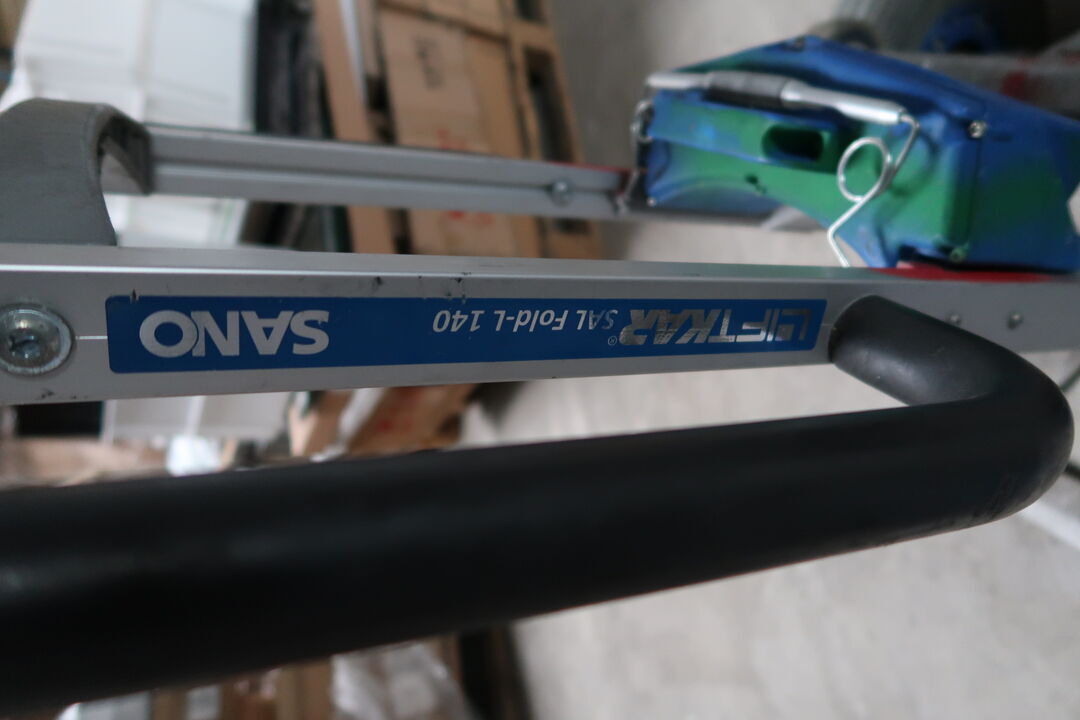 LIFTKAR® SAL Fold-L 140 SANO